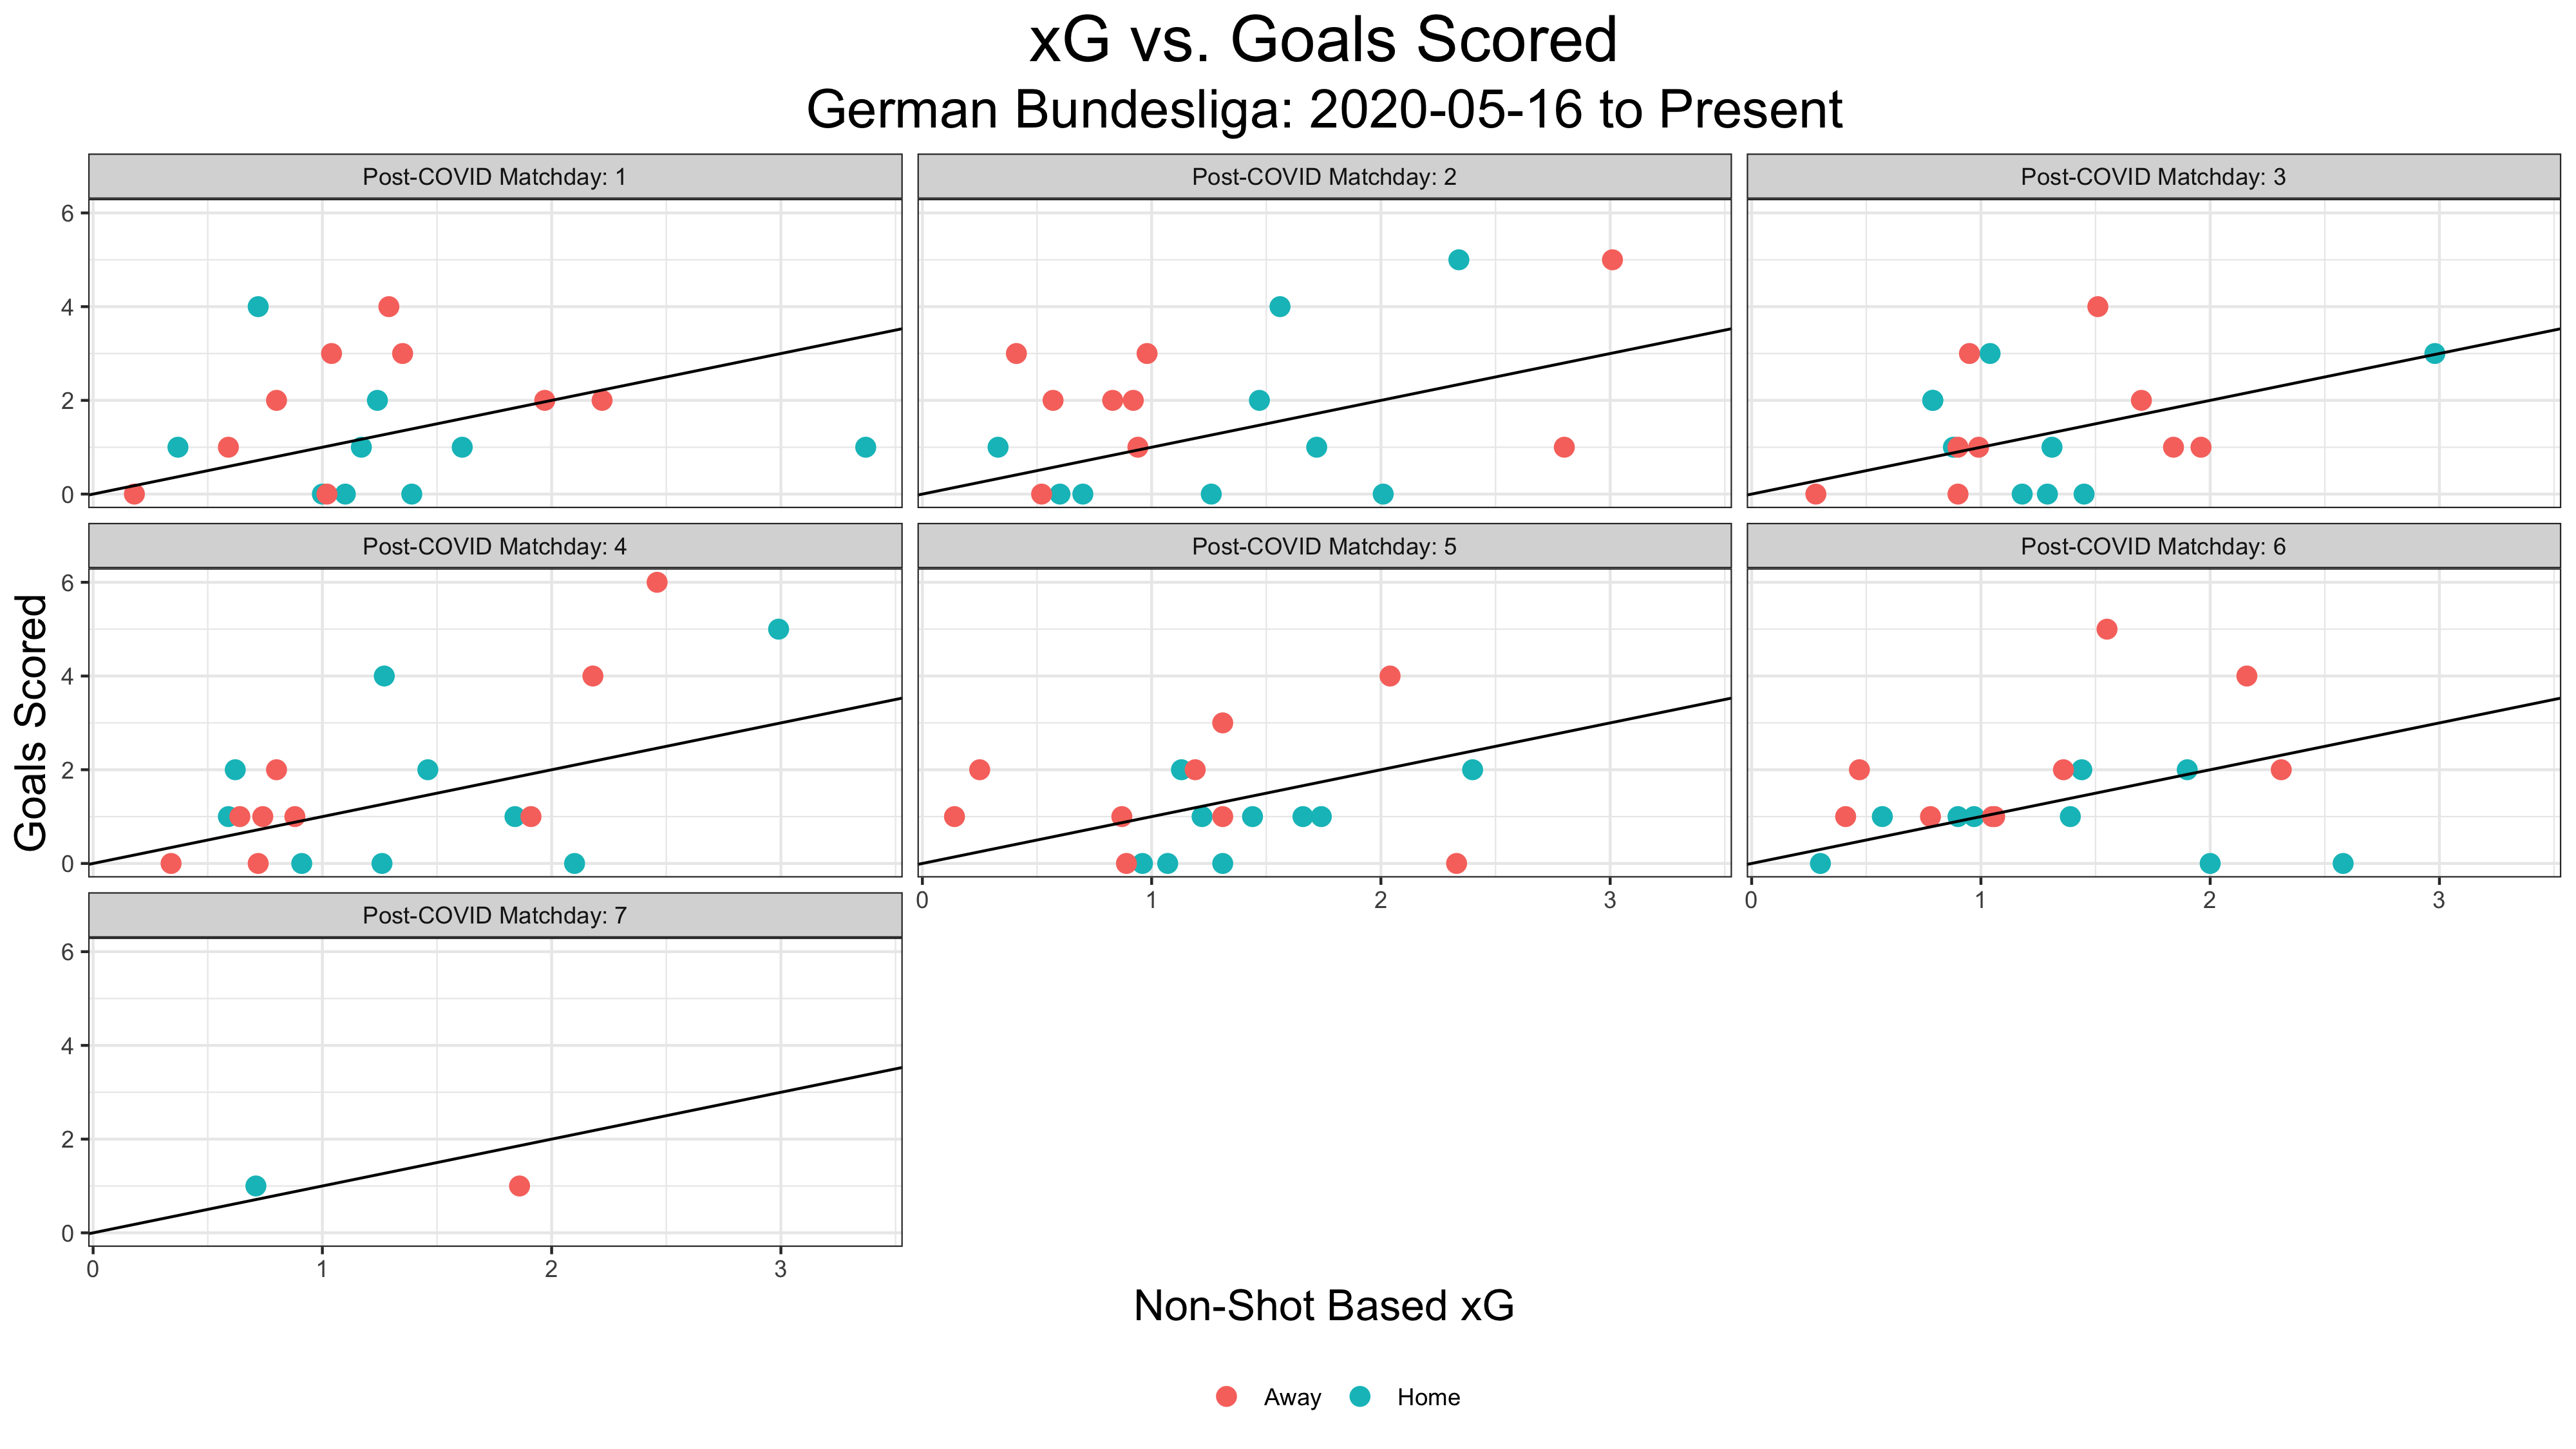 xG vs. Goals Scored
German Bundesliga: 2020-05-16 to Present
Post-COVID Matchday: 1
Post-COVID Matchday: 2
Post-COVID Matchday: 3
6
4
2
0
Post-COVID Matchday: 4
Post-COVID Matchday: 5
Post-COVID Matchday: 6
Goals Scored
6
4
2
0
0 1 2 3
0 1 2 3
Post-COVID Matchday: 7
6
4
2
0
0 1 2 3
Non-Shot Based xG
Away Home